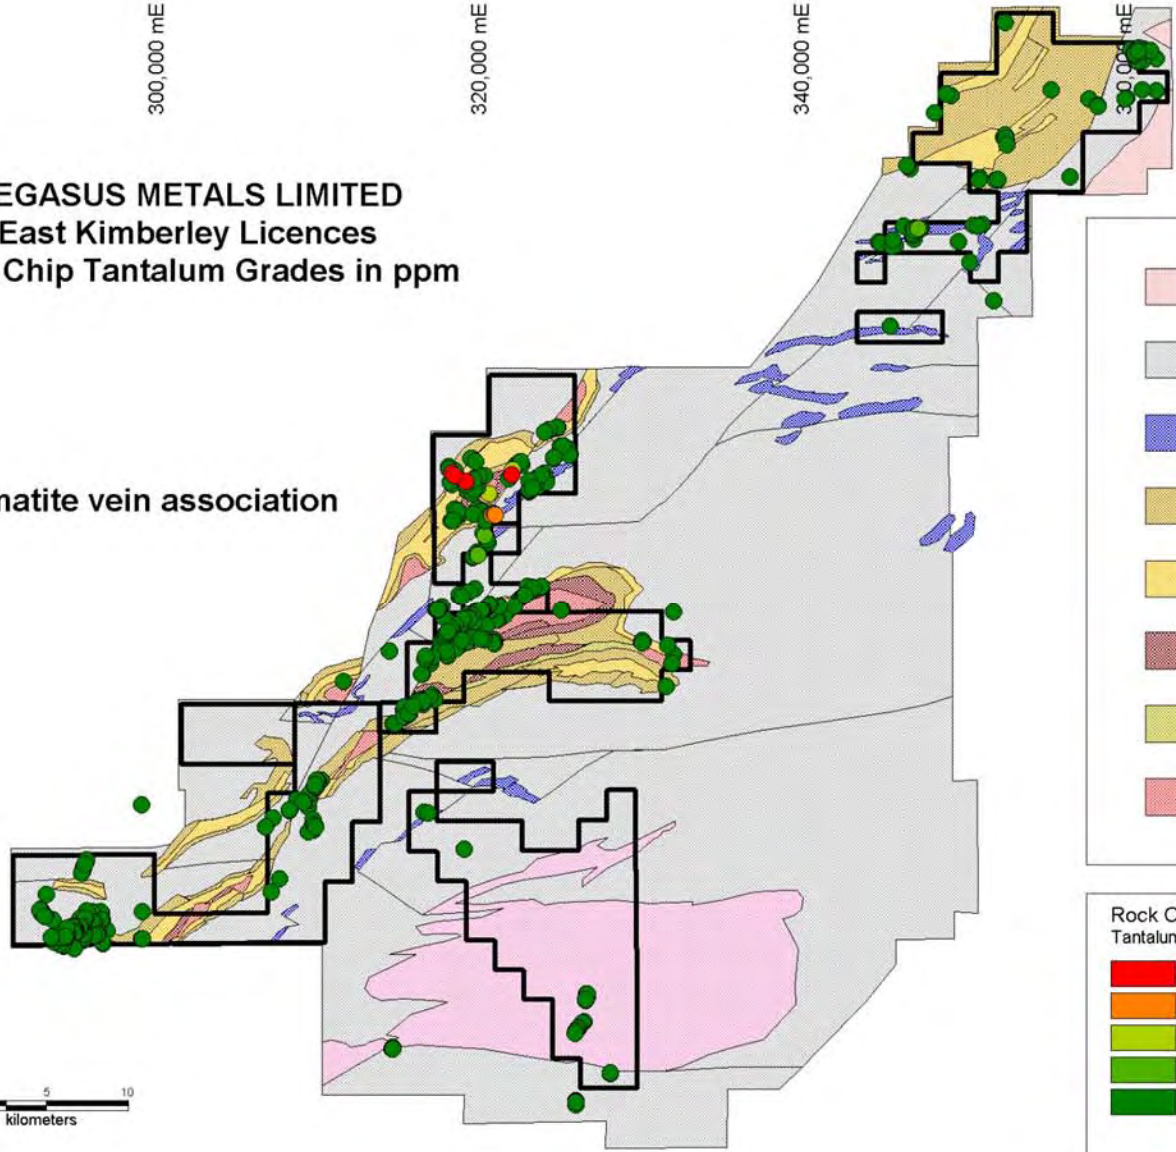 300,000 mE
320,000 mE
340,000 mE
EGASUS METALS LIMITED
East Kimberley Licences
Chip Tantalum Grades in ppm
matite vein association
5 10
kilometers
Rock C
Tantalun